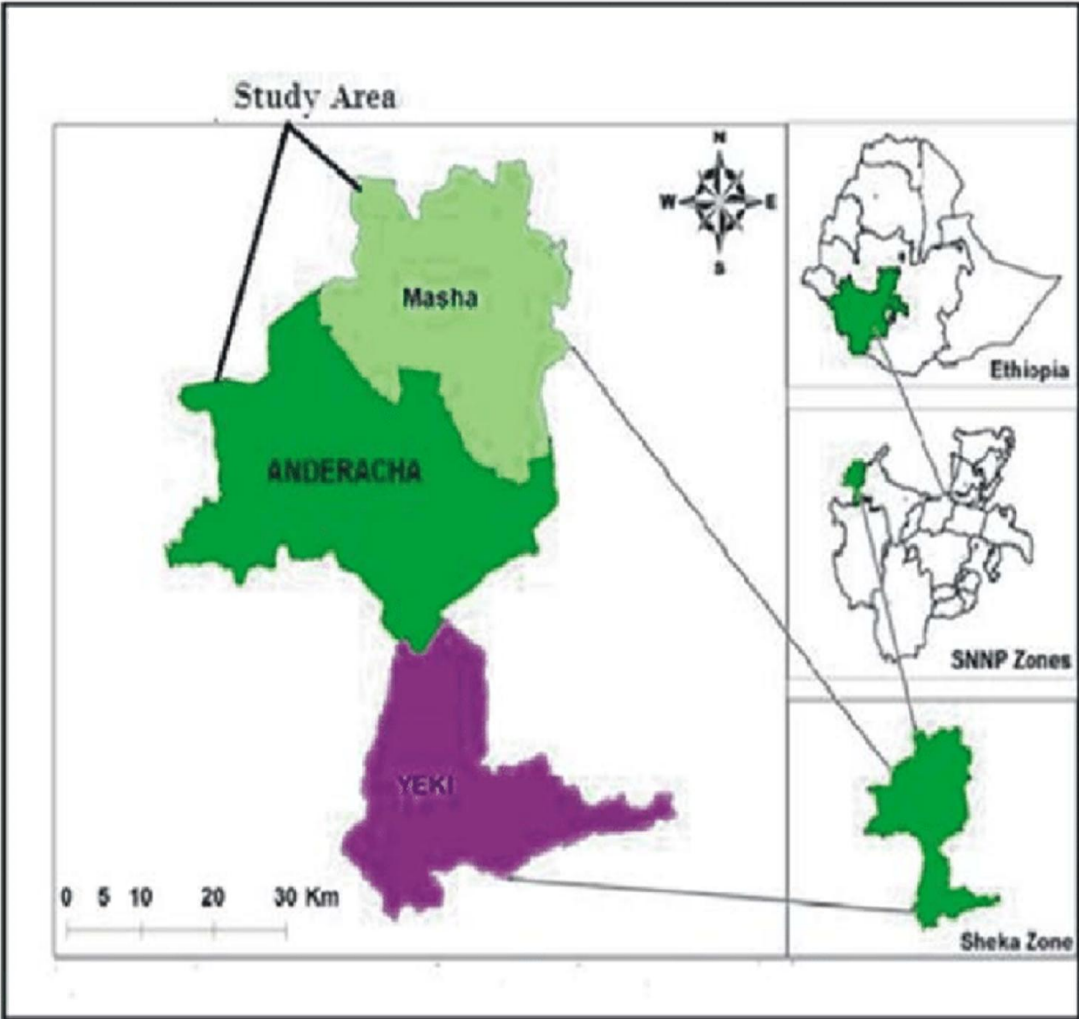 Study Area
N
W E
S
Masha
ANDERACHA
YEKI
0 5 10 20 30 Km
Ethiopia
SNNP Zones
Sheka Zone